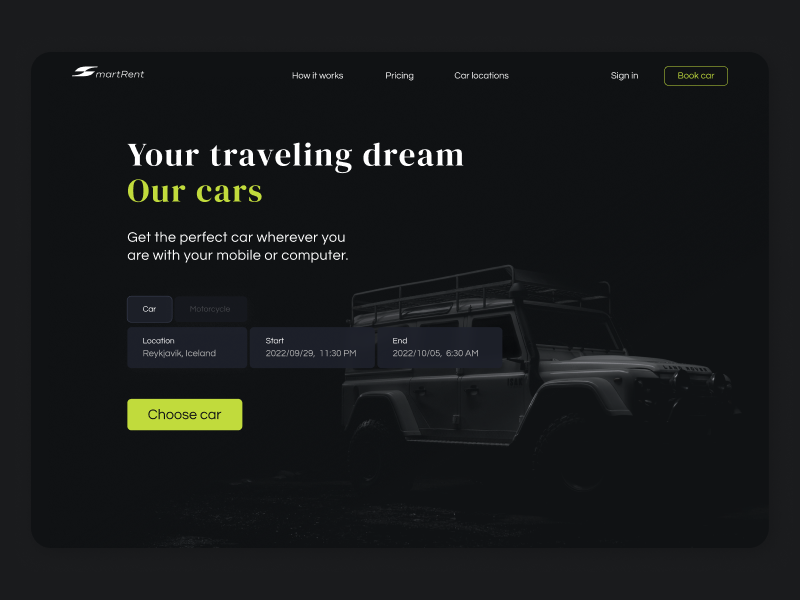 SmartRent
How it works
Pricing
Car locations
Sign in
Book car
Your traveling dream
Our cars
Get the perfect car wherever you
are with your mobile or computer.
Car
Motorcycle
Location
Reykjavik, Iceland
Start
2022/09/29, 11:30 PM
End
2022/10/05, 6:30 AM
Choose car